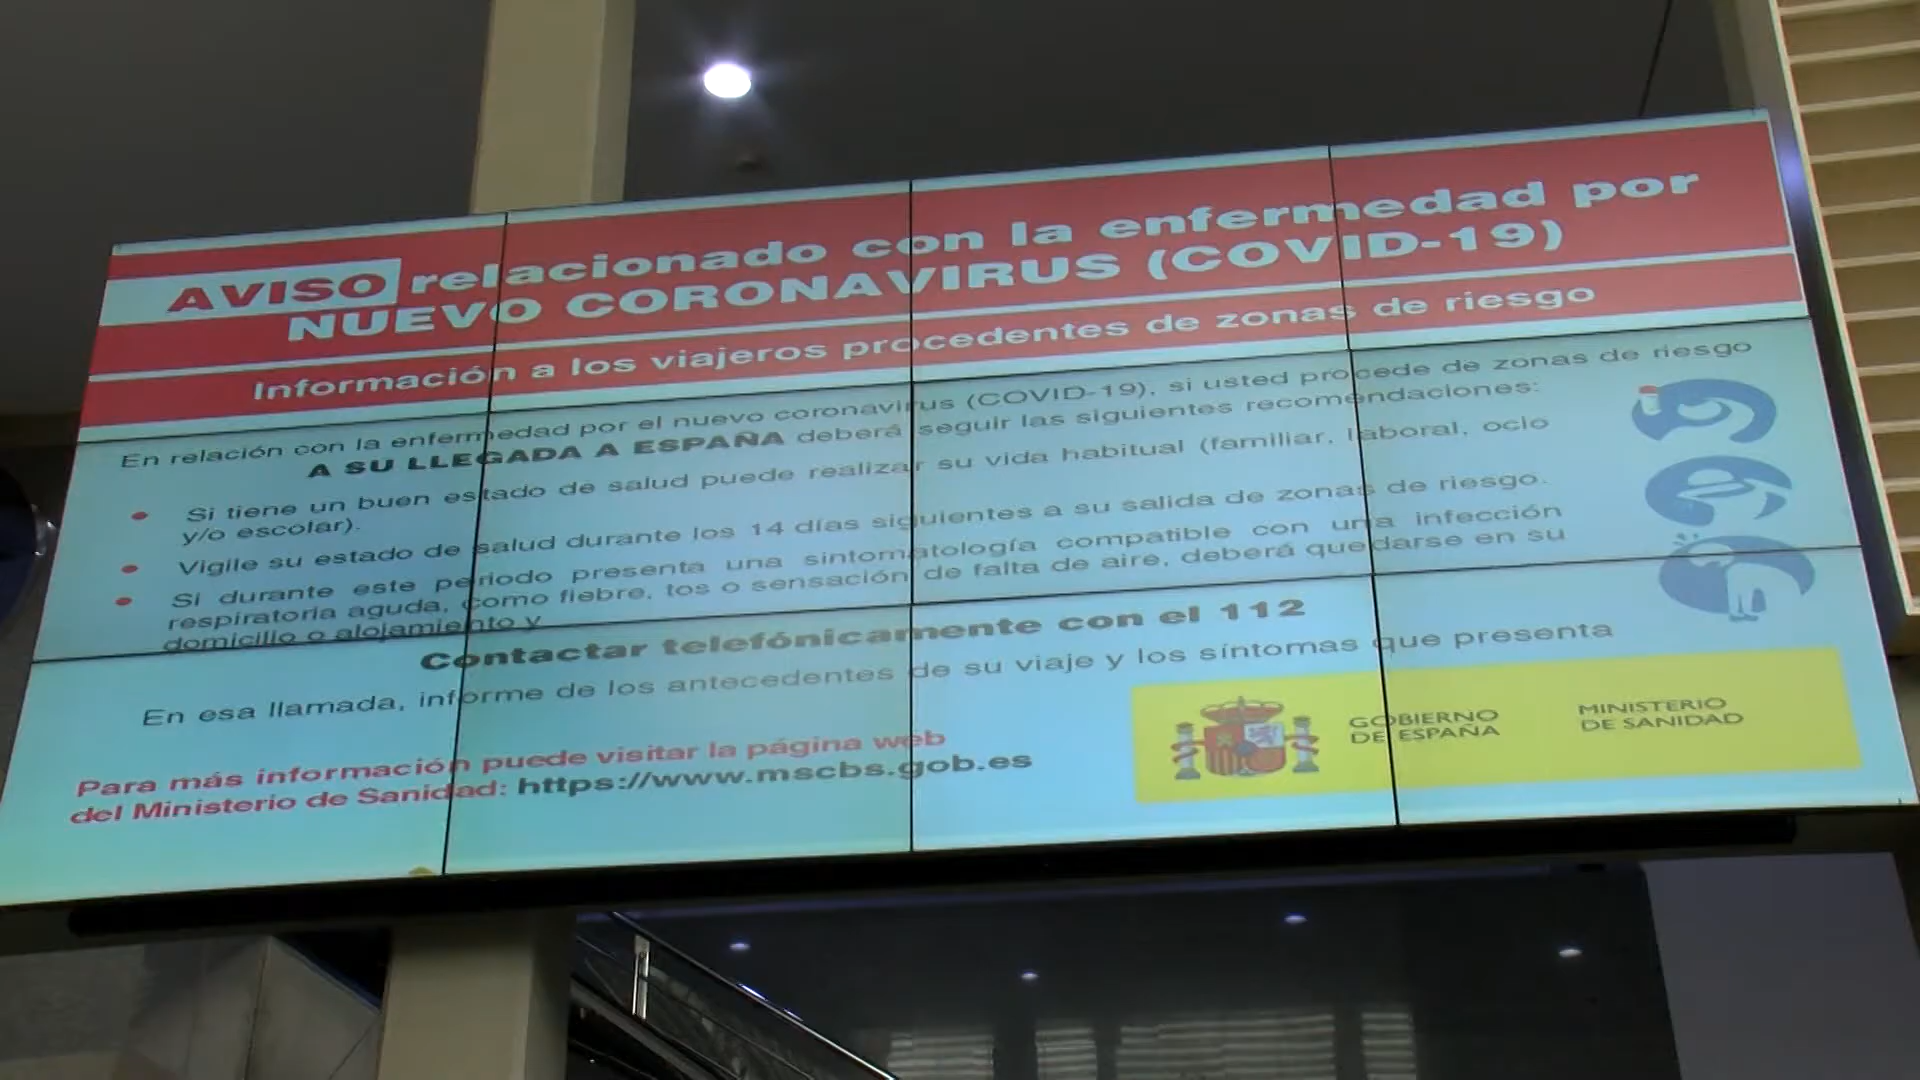 AVISO relacionado con la enfermedad por
NUEVO CORONAVIRUS (COVID-19)
Información a los viajeros procedentes de zonas de riesgo
En relación con la enfermedad por el nuevo coronavirus (COVID-19), si usted procede de zonas de riesgo
A SU LLEGADA A ESPAÑA deberá seguir las siguientes recomendaciones:
Si tiene un buen estado de salud puede realizar su vida habitual (familiar, laboral, ocio
y/o escolar).
Vigile su estado de salud durante los 14 días siguientes a su salida de zonas de riesgo.
Si durante este periodo presenta una sintomatología compatible con una infección
respiratoria aguda, como fiebre, tos o sensación de falta de aire, deberá quedarse en su
domicilio o alojamiento y
Contactar telefónicamente con el 112
En esa llamada, informe de los antecedentes de su viaje y los síntomas que presenta
Para más información puede visitar la página web
del Ministerio de Sanidad: https://www.mscbs.gob.es
GOBIERNO
DE ESPAÑA
MINISTERIO
DE SANIDAD